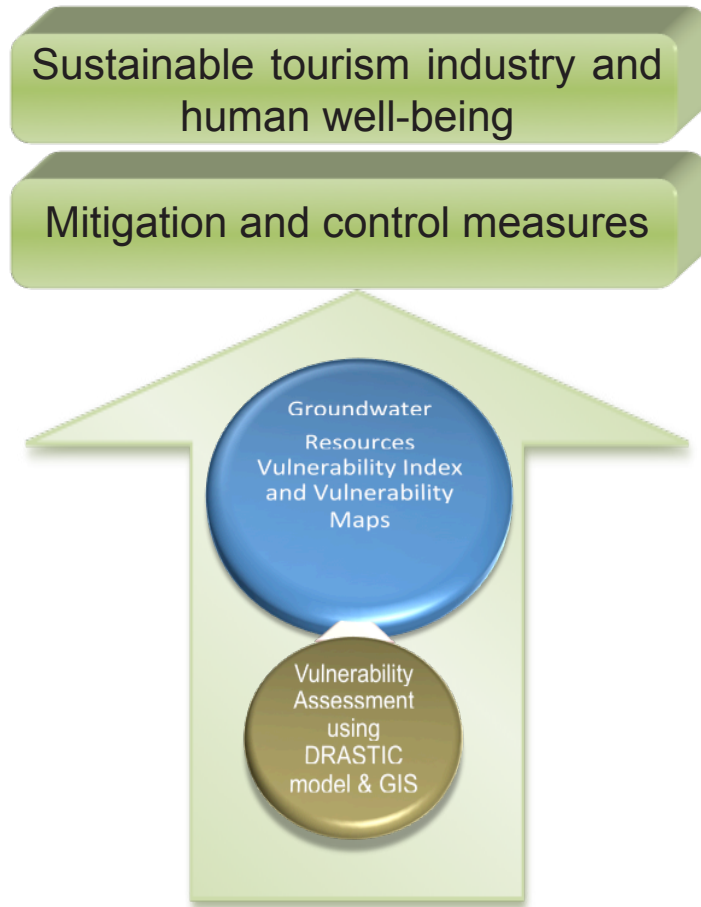 Sustainable tourism industry and
human well-being
Mitigation and control measures
Groundwater
Resources
Vulnerability Index
and Vulnerability
Maps
Vulnerability
Assessment
using
DRASTIC
model & GIS